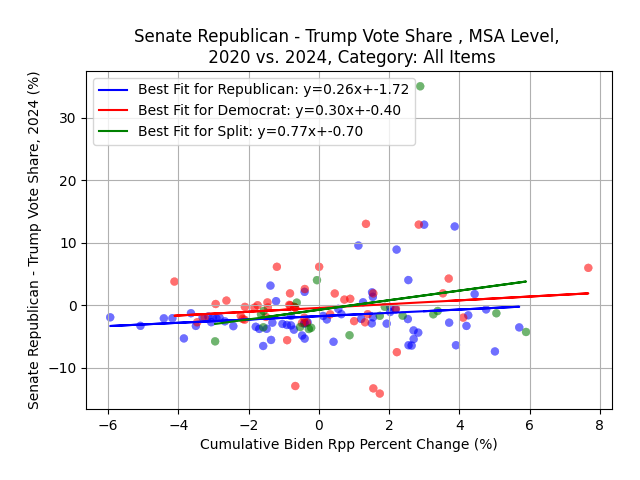 Senate Republican - Trump Vote Share , MSA Level,
2020 vs. 2024, Category: All Items
Best Fit for Republican: y=0.26x+-1.72
Best Fit for Democrat: y=0.30x+-0.40
Best Fit for Split: y=0.77x+-0.70
Senate Republican - Trump Vote Share, 2024 (%)
30
20
10
0
−10
−6 −4 −2 0 2 4 6 8
Cumulative Biden Rpp Percent Change (%)